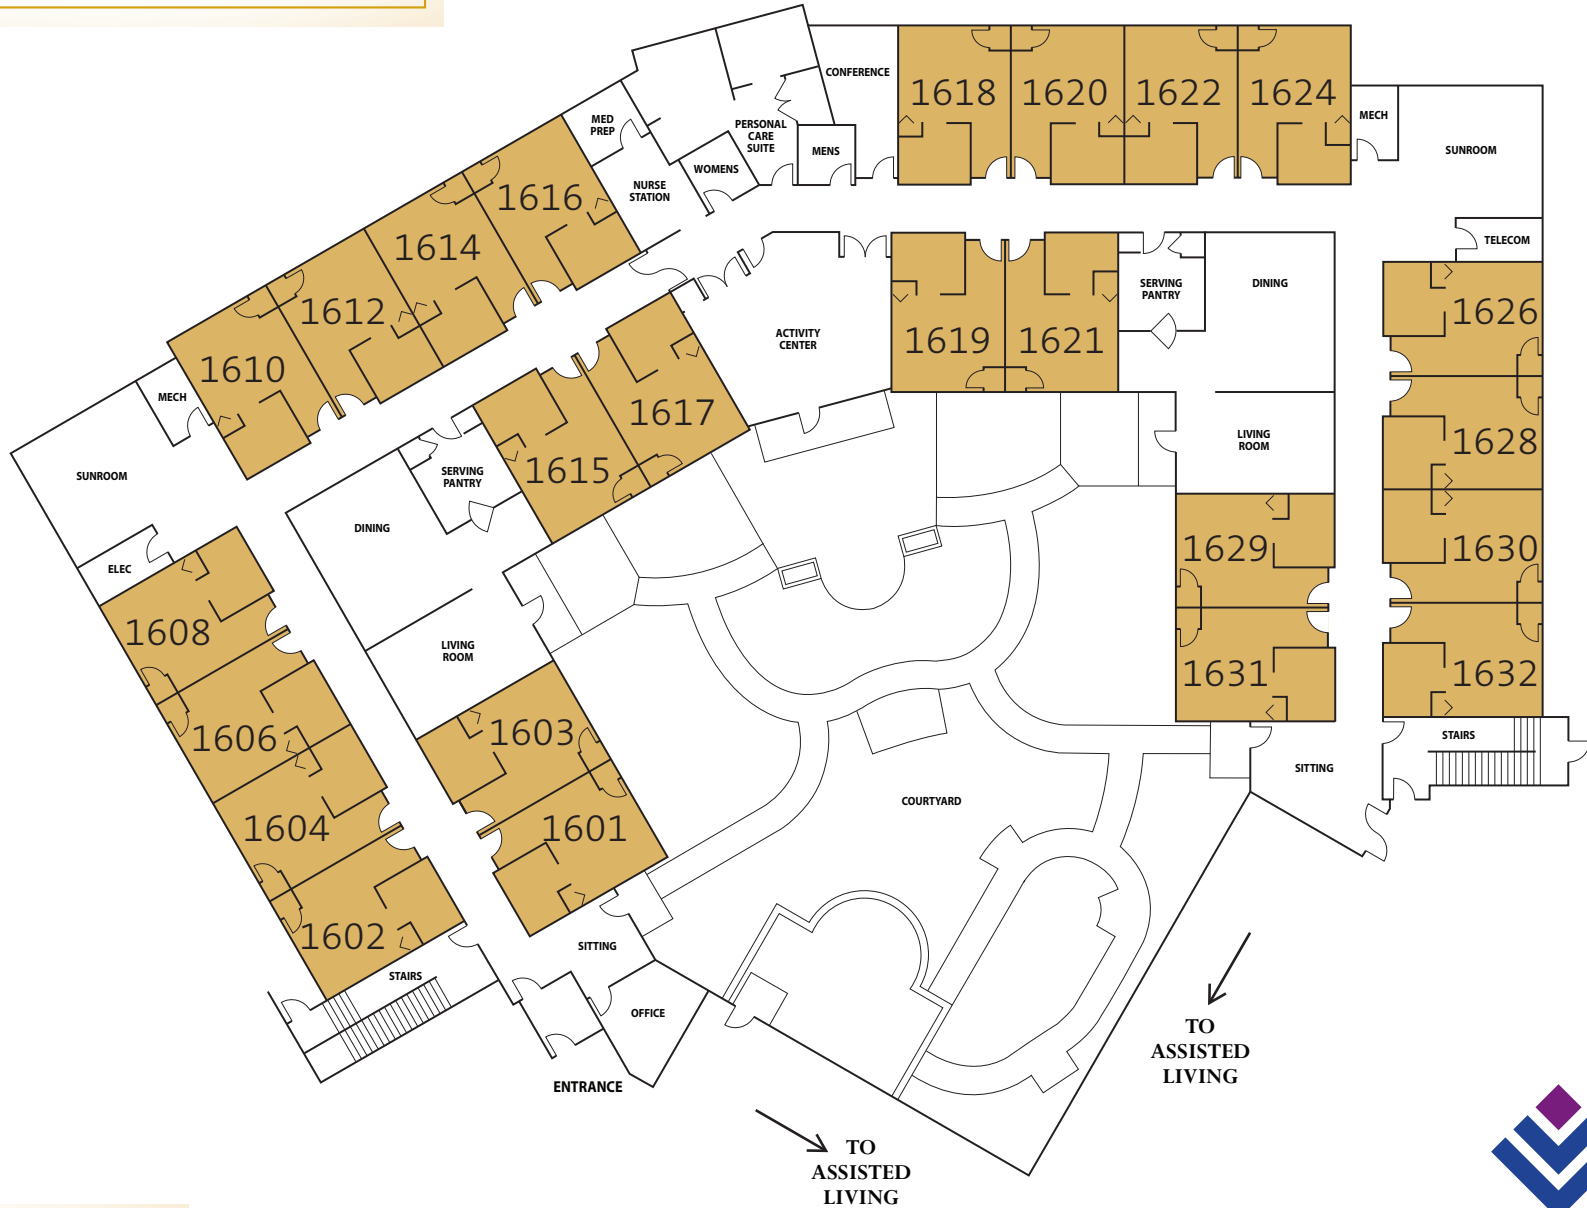 CONFERENCE
1618
1620
1622
1624
MECH
SUNROOM
MED
PREP
PERSONAL
CARE
SUITE
MENS
WOMENS
NURSE
STATION
1616
1614
1612
1610
MECH
SUNROOM
ELEC
TELECOM
SERVING
PANTRY
DINING
ACTIVITY
CENTER
1619
1621
1626
1628
1630
1632
LIVING
ROOM
1629
1631
1617
1615
SERVING
PANTRY
DINING
LIVING
ROOM
1608
1606
1604
1602
1603
1601
COURTYARD
STAIRS
SITTING
SITTING
STAIRS
OFFICE
ENTRANCE
TO
ASSISTED
LIVING
TO
ASSISTED
LIVING